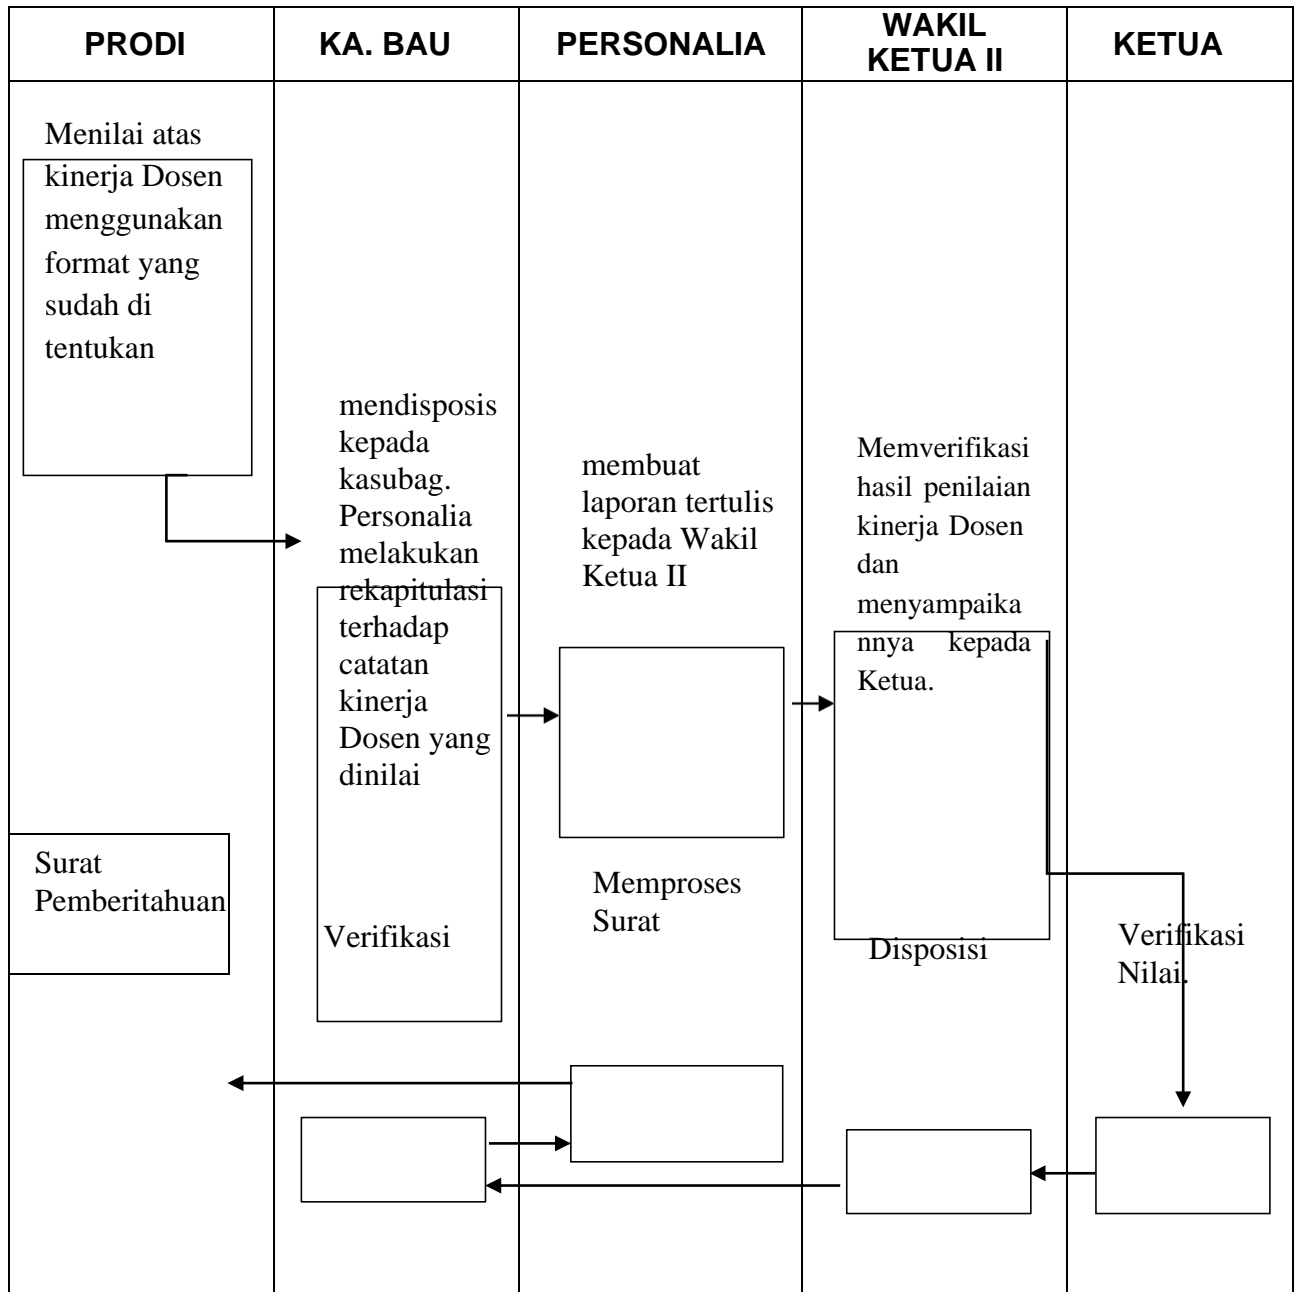 PRODI
KA. BAU
PERSONALIA
WAKIL
KETUA II
KETUA
Menilai atas
kinerja Dosen
menggunakan
format yang
sudah di
tentukan
mendisposis
kepada
kasubag.
Personalia
melakukan
rekapitulasi
terhadap
catatan
kinerja
Dosen yang
dinilai
membuat
laporan tertulis
kepada Wakil
Ketua II
Memverifikasi
hasil penilaian
kinerja Dosen
dan
menyampaika
nnya kepada
Ketua.
Surat
Pemberitahuan
Verifikasi
Memproses
Surat
Disposisi
Verifikasi
Nilai.